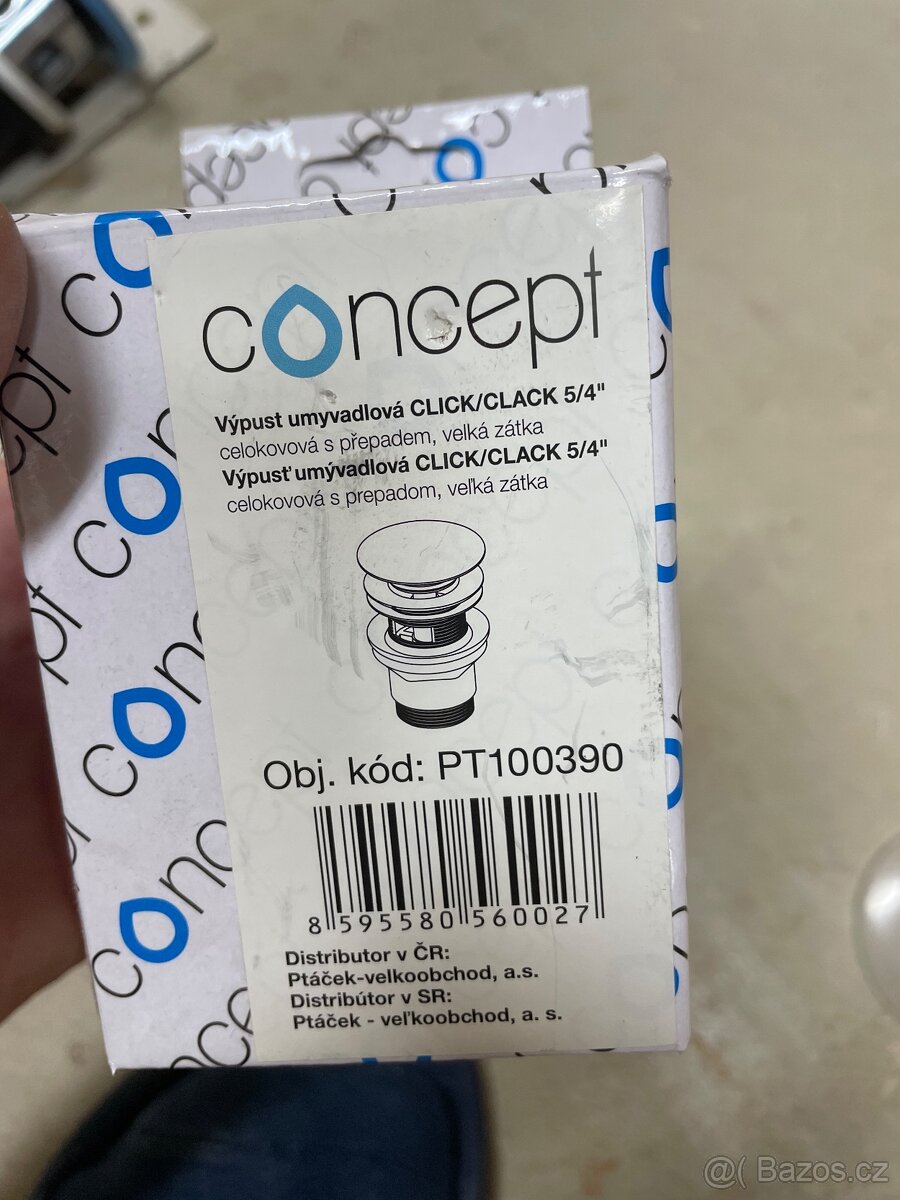 concept
Výpust umyvadlová CLICK/CLACK 5/4"
celokovová s přepadem, velká zátka
Výpusť umývadlová CLICK/CLACK 5/4"
celokovová s prepadom, veľká zátka
Obj. kód: PT100390
8 595580 560027
Distributor v ČR:
Ptáček-velkoobchod, a.s.
Distribútor v SR:
Ptáček - veľkoobchod, a. s.
@( Bazos.cz